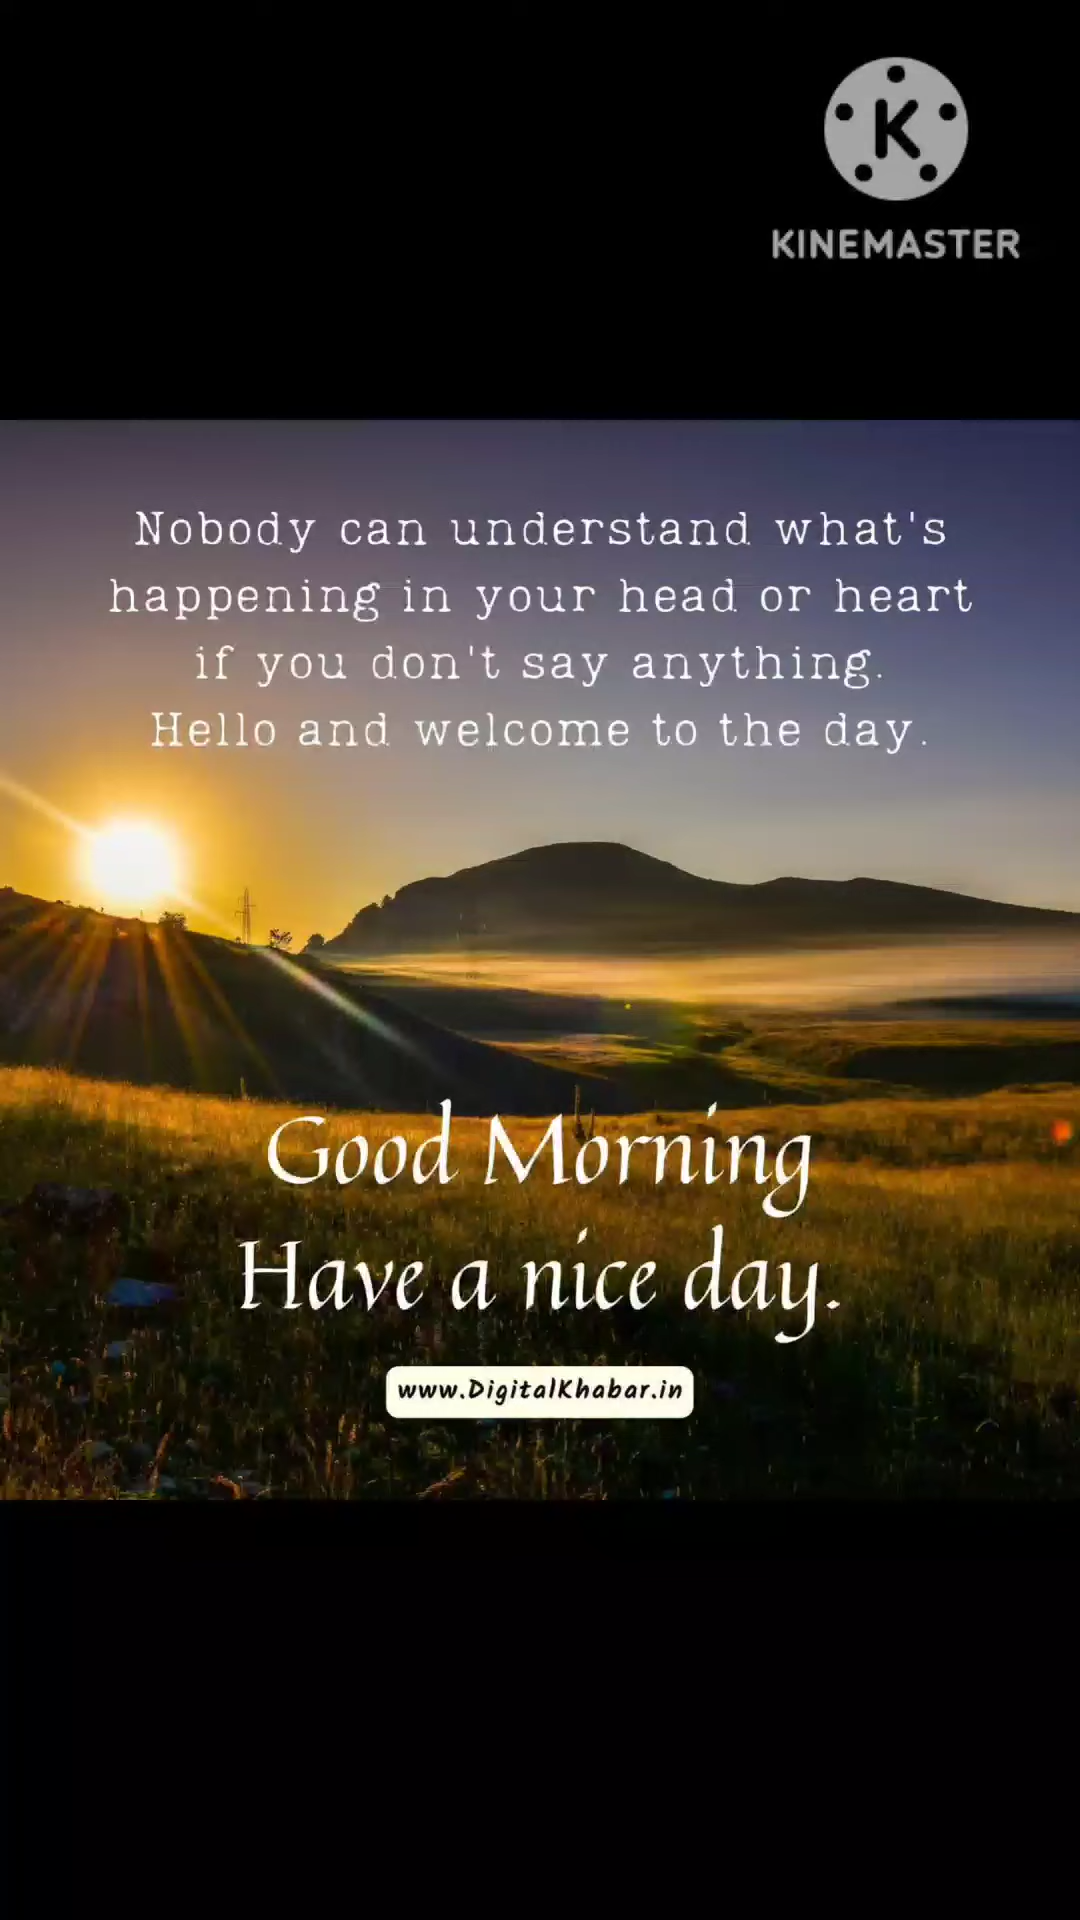 KINEMASTER
Nobody can understand what's
happening in your head or heart
if you don't say anything.
Hello and welcome to the day.
Good Morning
Have a nice day.
www.DigitalKhabar.in